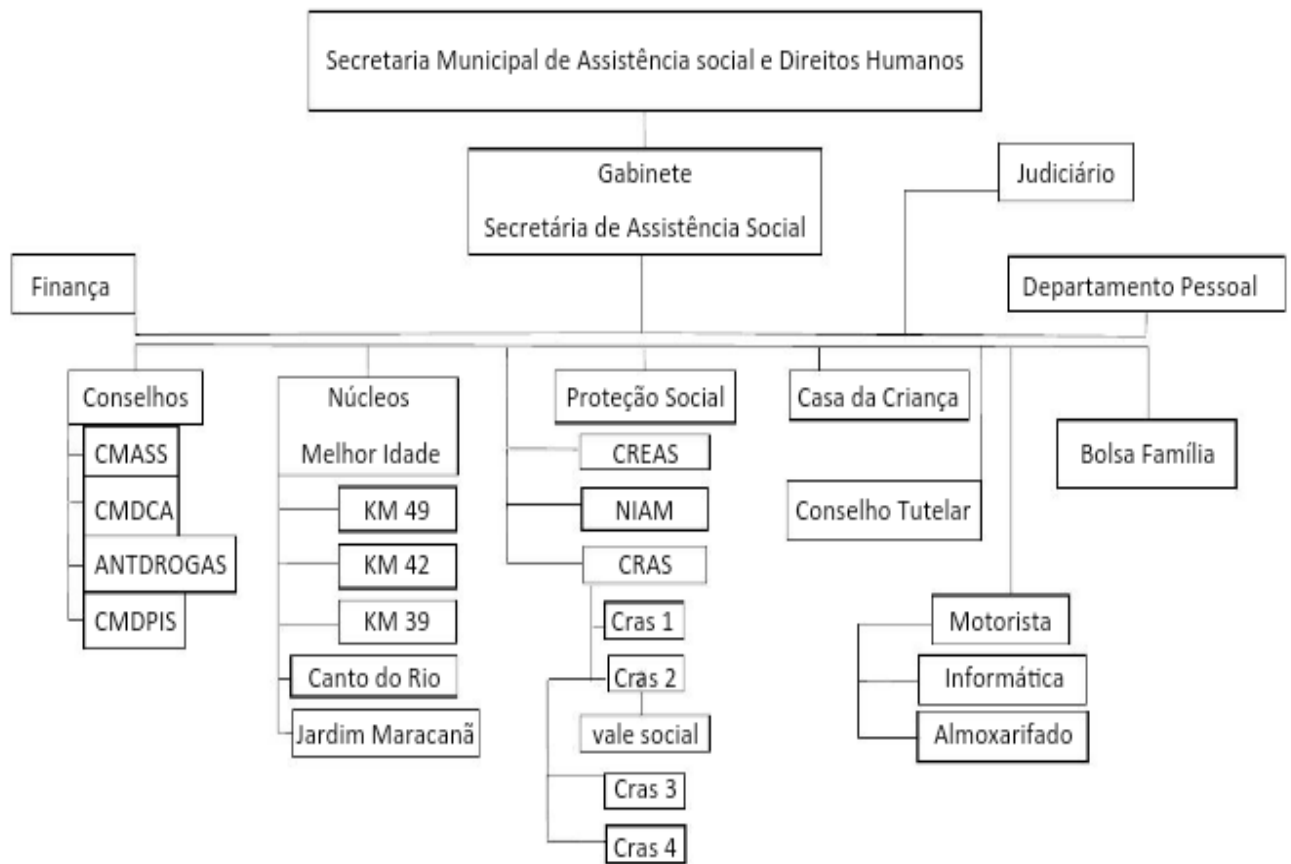 Secretaria Municipal de Assistência social e Direitos Humanos
Gabinete
Secretária de Assistência Social
Judiciário
Finança
Departamento Pessoal
Conselhos
CMASS
CMDCA
ANTDROGAS
CMDPIS
Núcleos
Melhor Idade
KM 49
KM 42
KM 39
Canto do Rio
Jardim Maracanã
Proteção Social
CREAS
NIAM
CRAS
Cras 1
Cras 2
vale social
Cras 3
Cras 4
Casa da Criança
Conselho Tutelar
Motorista
Informática
Almoxarifado
Bolsa Família